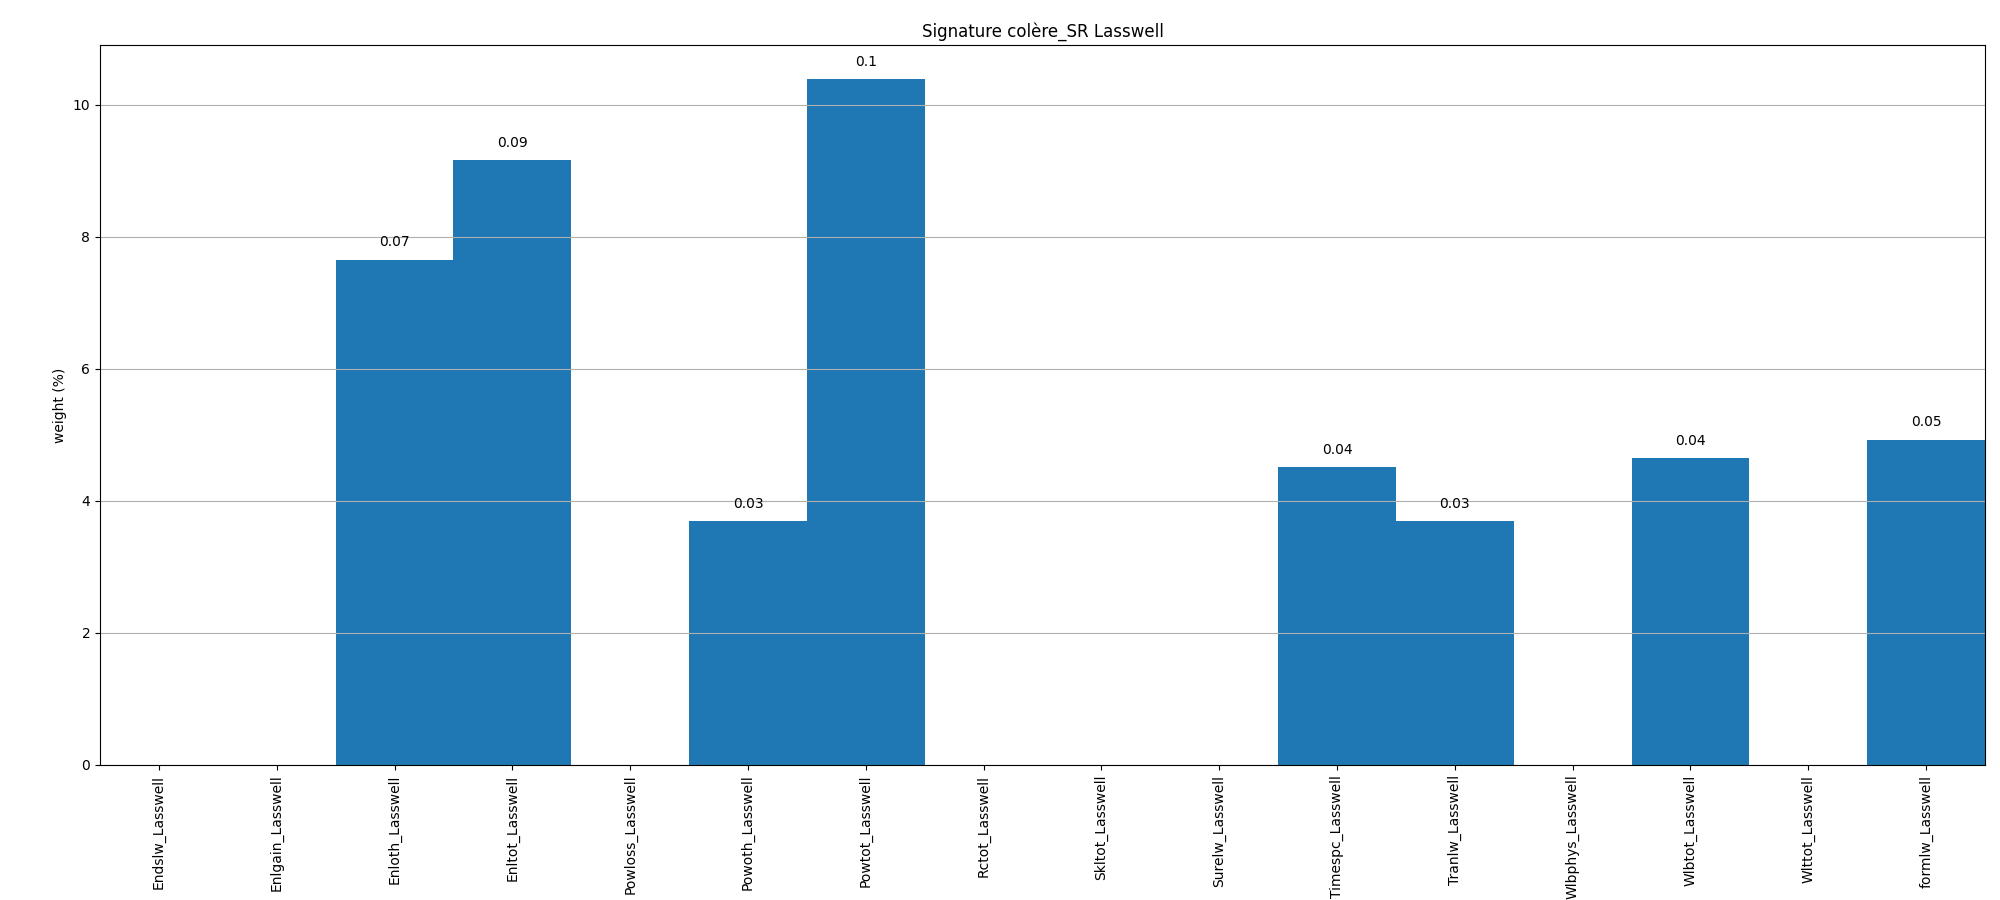 Signature colère_SR Lasswell
weight (%)
10
8
6
4
2
0
0.07
0.09
0.03
0.1
0.04
0.03
0.04
0.05
Endslw_Lasswell
Enlgain_Lasswell
Enloth_Lasswell
Enltot_Lasswell
Powloss_Lasswell
Powoth_Lasswell
Powtot_Lasswell
Rctot_Lasswell
Skltot_Lasswell
Surelw_Lasswell
Timespc_Lasswell
Tranlw_Lasswell
Wlbphys_Lasswell
Wlbtot_Lasswell
Wlttot_Lasswell
formlw_Lasswell